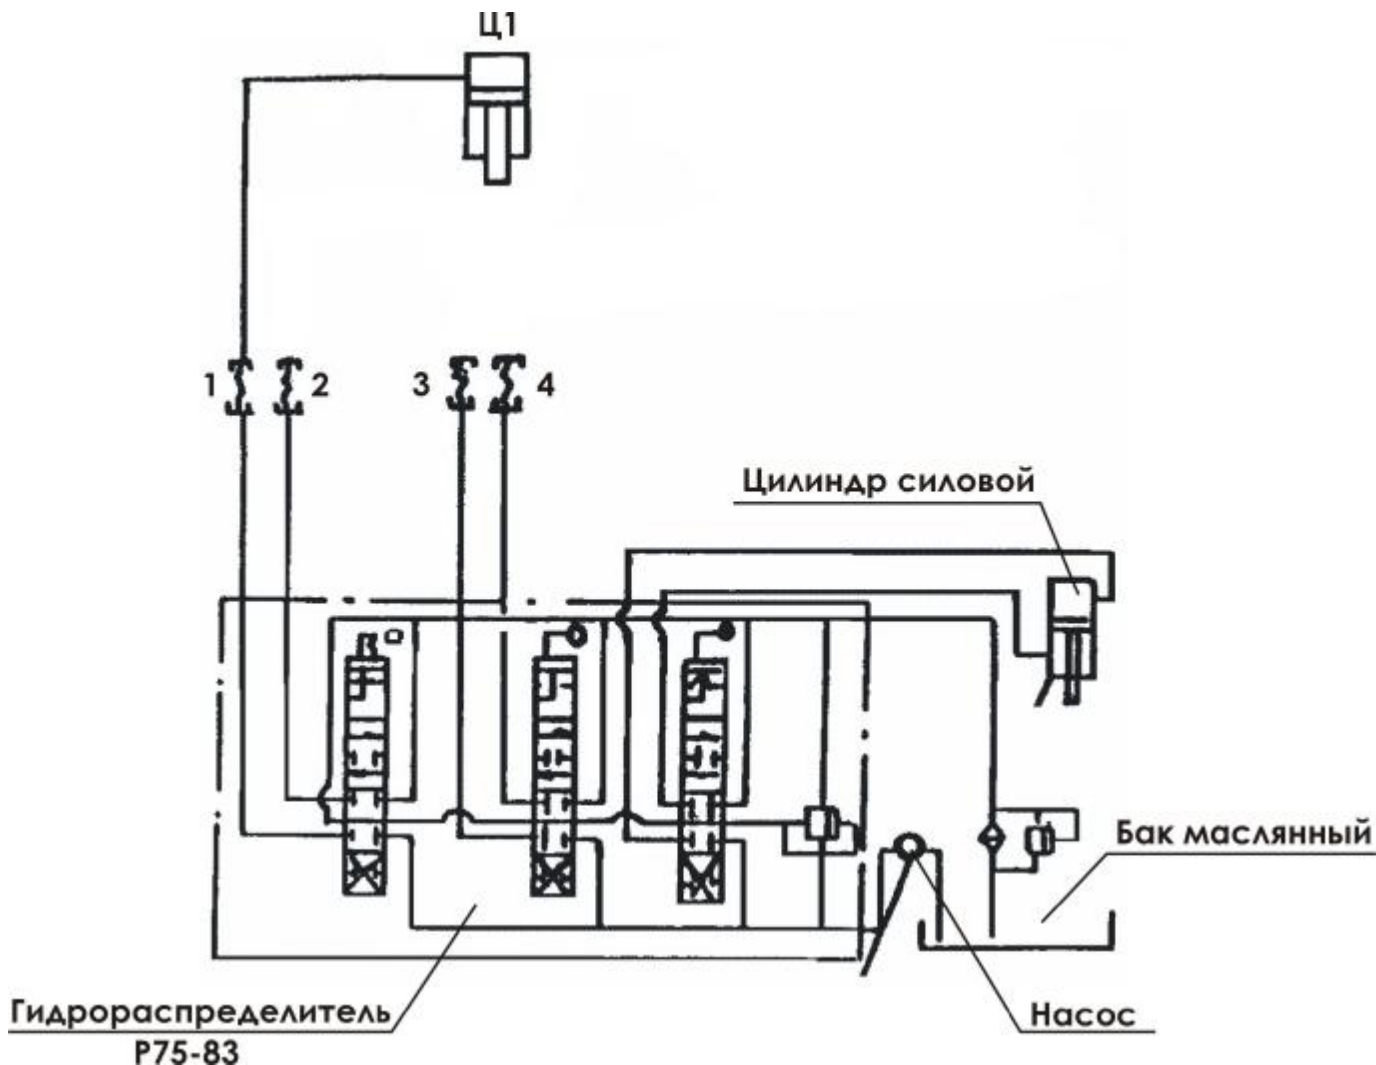 Ц1
1
2
3
4
Цилиндр силовой
Бак маслянный
Гидрораспределитель
Р75-83
Насос